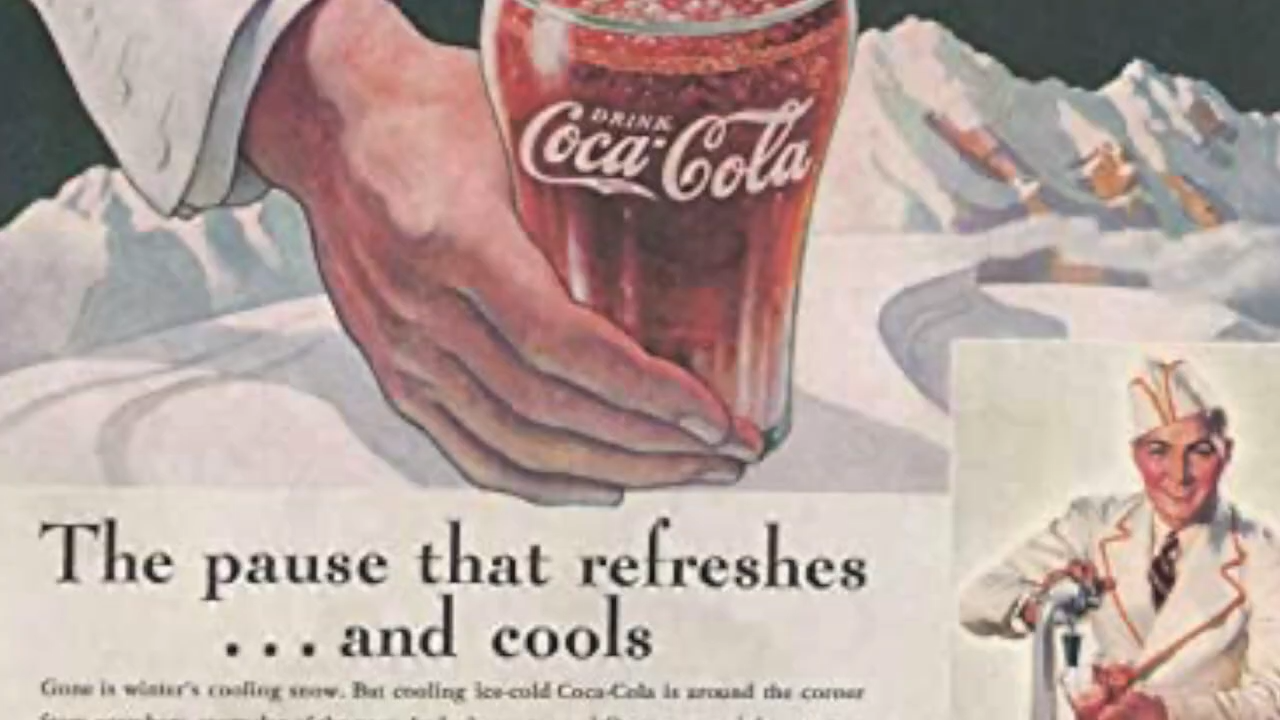 DRINK
Coca-Cola
The pause that refreshes
...and cools
Gone is winter's cooling snow. But cooling ice-cold Coca-Cola is around the corner
from